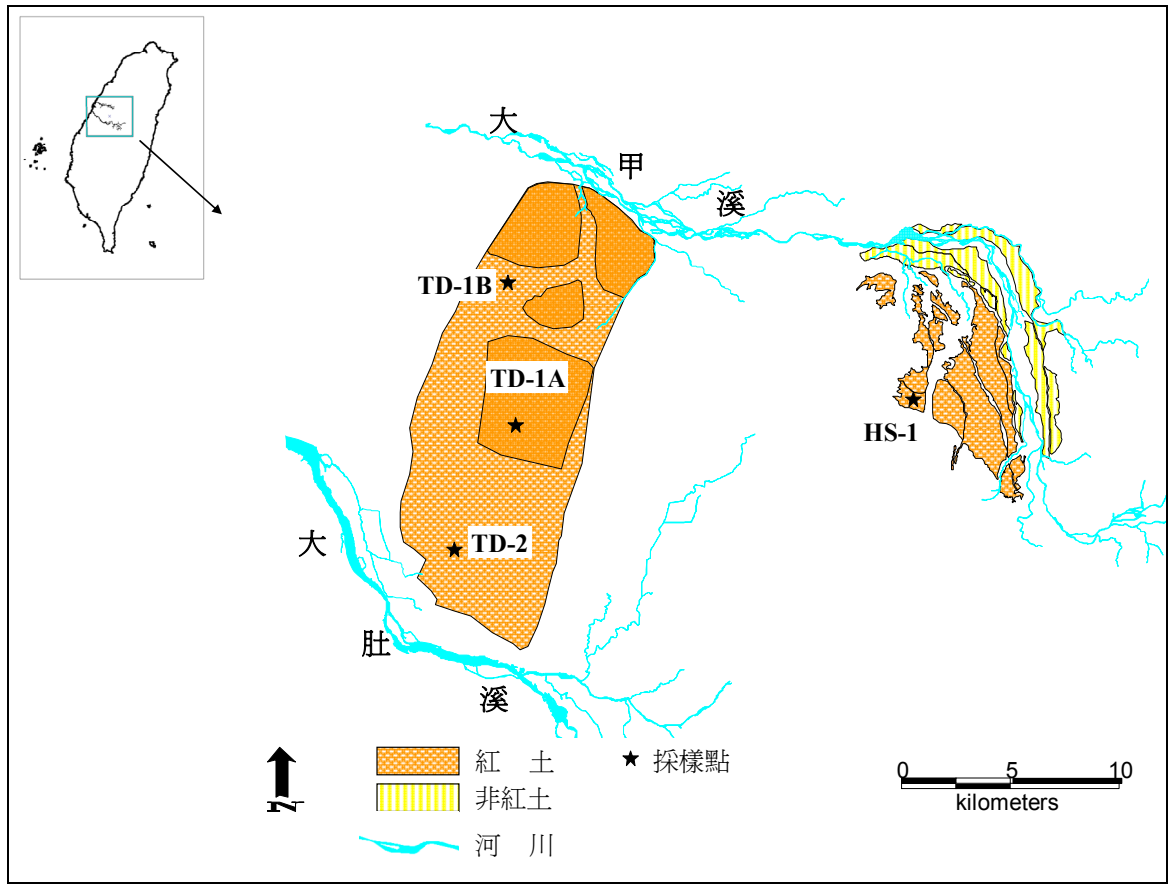 大
甲
溪
TD-1B
TD-1A
HS-1
TD-2
大
肚
溪
紅 土
採樣點
非紅土
河 川
N
0 5 10
kilometers